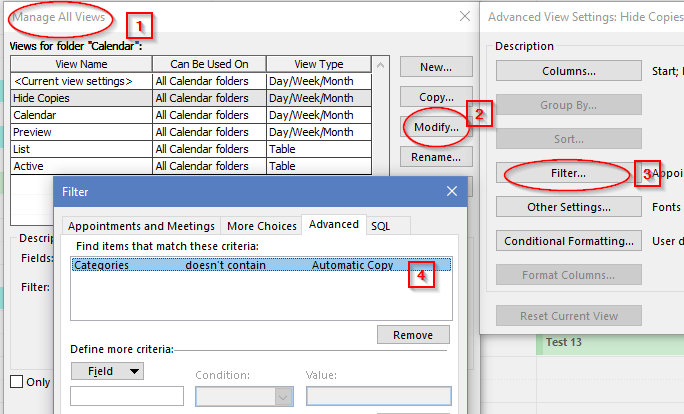 Manage All Views
1
Views for folder "Calendar":
View Name Can Be Used On View Type
<Current view settings> All Calendar folders Day/Week/Month
Hide Copies All Calendar folders Day/Week/Month
Calendar All Calendar folders Day/Week/Month
Preview All Calendar folders Day/Week/Month
List All Calendar folders Table
Active All Calendar folders Table
New...
Copy...
Modify...
2
Rename...
Descrip
Fields:
Filter:
Only
Filter
Appointments and Meetings More Choices Advanced SQL
Find items that match these criteria:
Categories doesn't contain Automatic Copy
4
Remove
Define more criteria:
Field Condition: Value:
Advanced View Settings: Hide Copies
Description
Columns... Start;
Group By...
Sort...
Filter... 3 Appoi
Other Settings... Fonts
Conditional Formatting... User d
Format Columns...
Reset Current View
Test 13